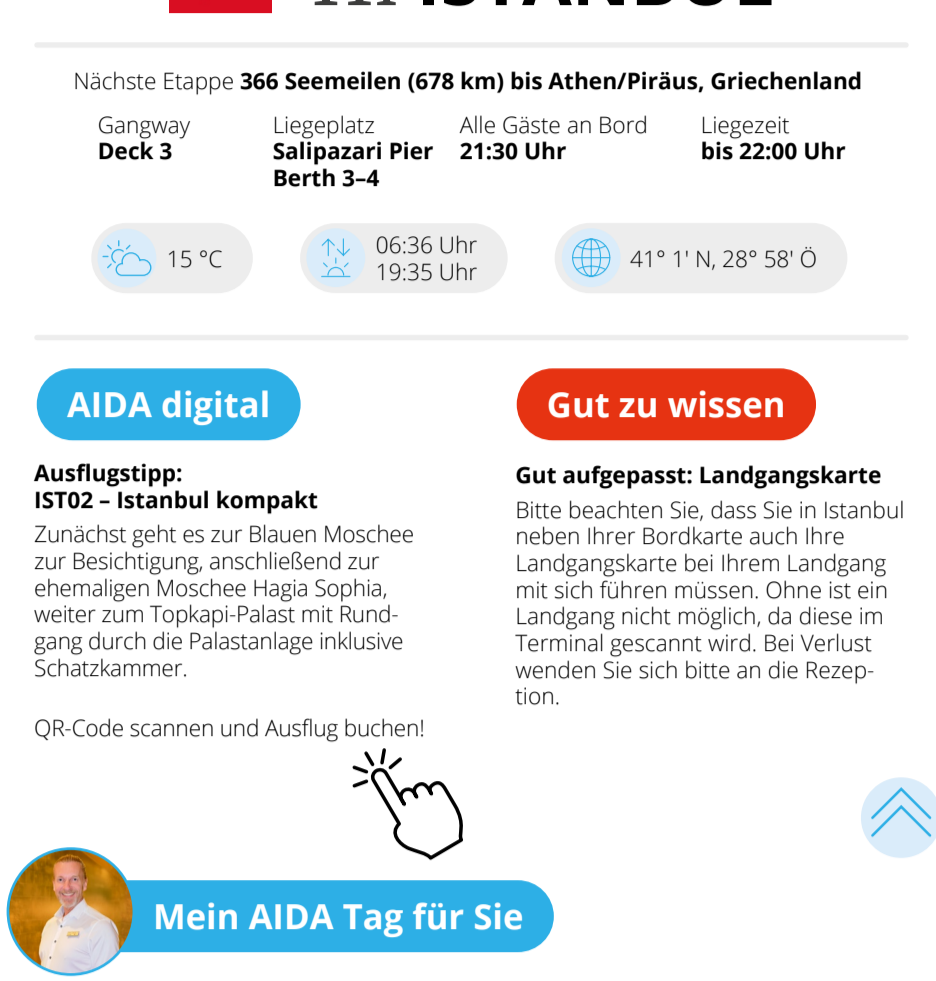 ISTANBUL
Nächste Etappe 366 Seemeilen (678 km) bis Athen/Piräus, Griechenland
Gangway
Deck 3
Liegeplatz
Salipazari Pier
Berth 3–4
Alle Gäste an Bord
21:30 Uhr
Liegezeit
bis 22:00 Uhr
15 °C
06:36 Uhr
19:35 Uhr
41° 1' N, 28° 58' Ö
AIDA digital
Ausflugstipp:
IST02 – Istanbul kompakt
Zunächst geht es zur Blauen Moschee
zur Besichtigung, anschließend zur
ehemaligen Moschee Hagia Sophia,
weiter zum Topkapi-Palast mit Rund-
gang durch die Palastanlage inklusive
Schatzkammer.
QR-Code scannen und Ausflug buchen!
Gut zu wissen
Gut aufgepasst: Landgangskarte
Bitte beachten Sie, dass Sie in Istanbul
neben Ihrer Bordkarte auch Ihre
Landgangskarte bei Ihrem Landgang
mit sich führen müssen. Ohne ist ein
Landgang nicht möglich, da diese im
Terminal gescannt wird. Bei Verlust
wenden Sie sich bitte an die Rezep-
tion.
Mein AIDA Tag für Sie